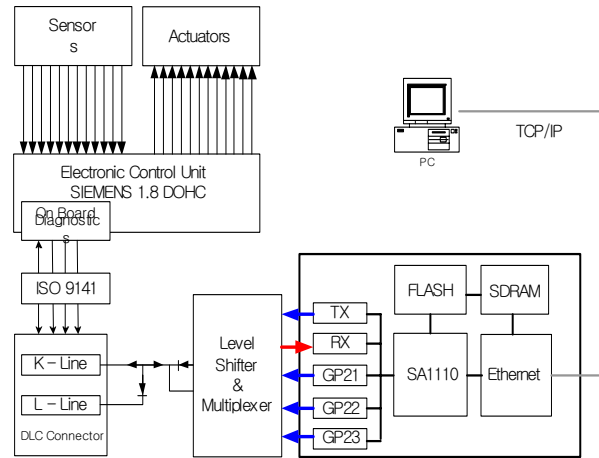 Sensor
s
Actuators
PC
TCP/IP
Electronic Control Unit
SIEMENS 1.8 DOHC
On Board
Diagnostic
s
ISO 9141
K - Line
L - Line
DLC Connector
Level
Shifter
&
Multiplexer
TX
RX
GP21
GP22
GP23
FLASH
SDRAM
SA1110
Ethernet